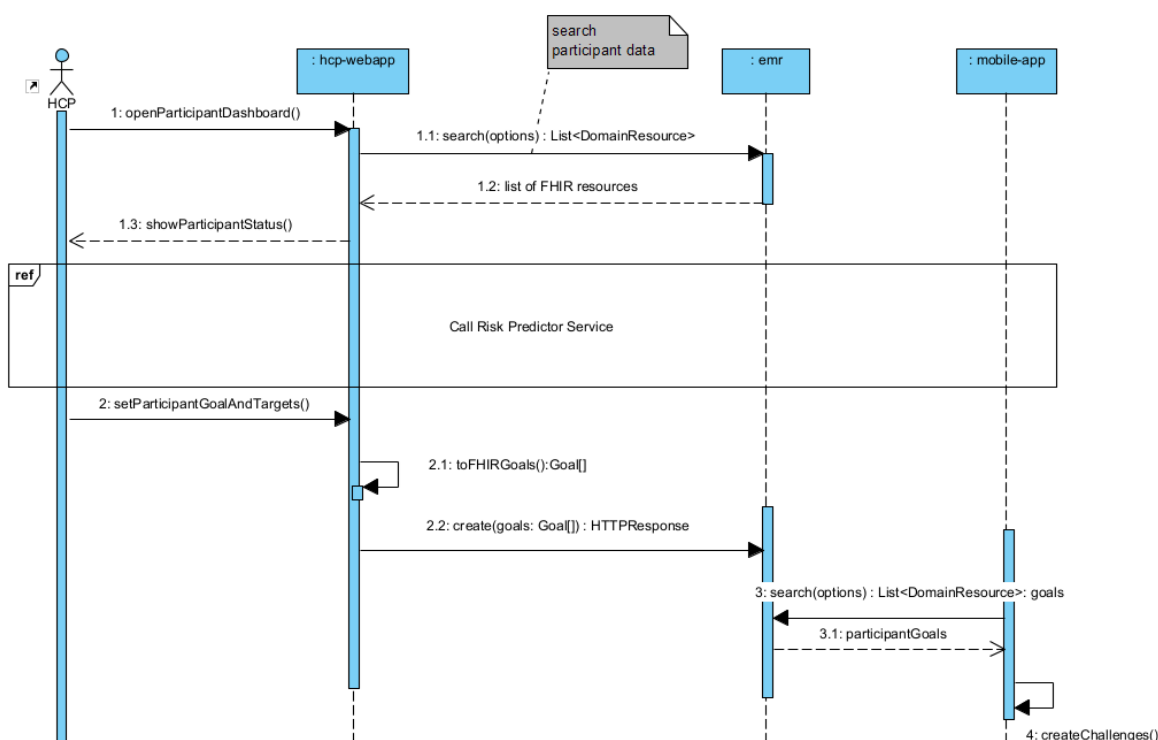 search
participant data
: hcp-webapp
: emr
: mobile-app
HCP
1: openParticipantDashboard()
1.1: search(options) : List<DomainResource>
1.2: list of FHIR resources
1.3: showParticipantStatus()
ref
Call Risk Predictor Service
2: setParticipantGoalAndTargets()
2.1: toFHIRGoals():Goal[]
2.2: create(goals: Goal[]) : HTTPResponse
3: search(options) : List<DomainResource>: goals
3.1: participantGoals
4: createChallenges()